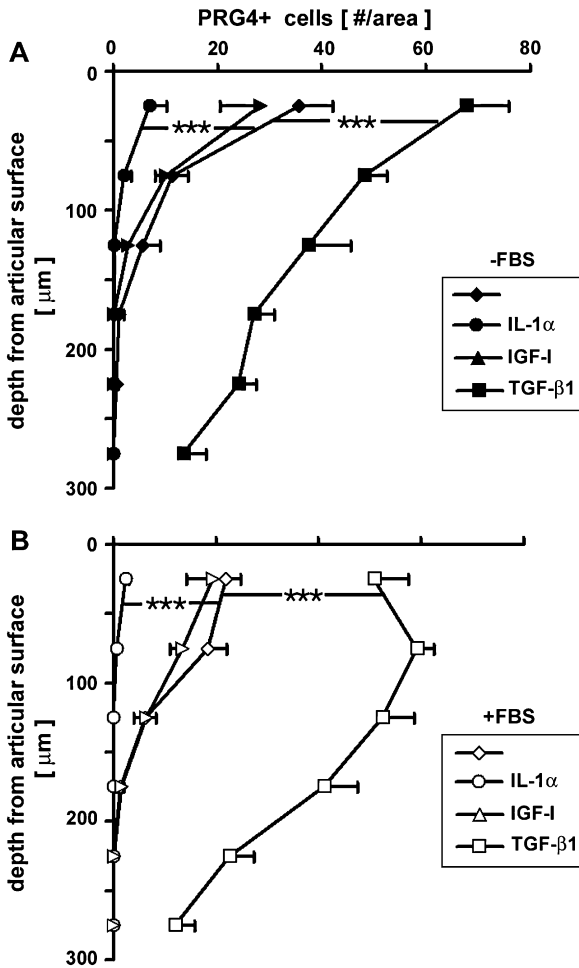 PRG4+ cells [ #/area]
A
0 20 40 60 80
0
100
200
300
depth from articular surface
[ µm]
***
***
-FBS
IL-1α
IGF-I
TGF-β1
B
0
100
200
300
depth from articular surface
[ µm]
***
***
+FBS
IL-1α
IGF-I
TGF-β1